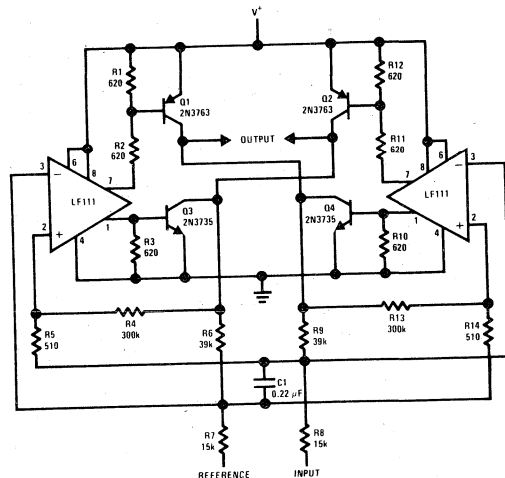 V+
R1
620
R12
620
Q1
2N3763
Q2
2N3763
R2
620
R11
620
OUTPUT
3
6
8
7
7
8
6
3
LF111
LF111
2
4
1
1
4
2
Q3
2N3735
Q4
2N3735
R3
620
R10
620
R5
510
R4
300k
R6
39k
R9
39k
R13
300k
R14
510
C1
0.22 μF
R7
15k
R8
15k
REFERENCE
INPUT